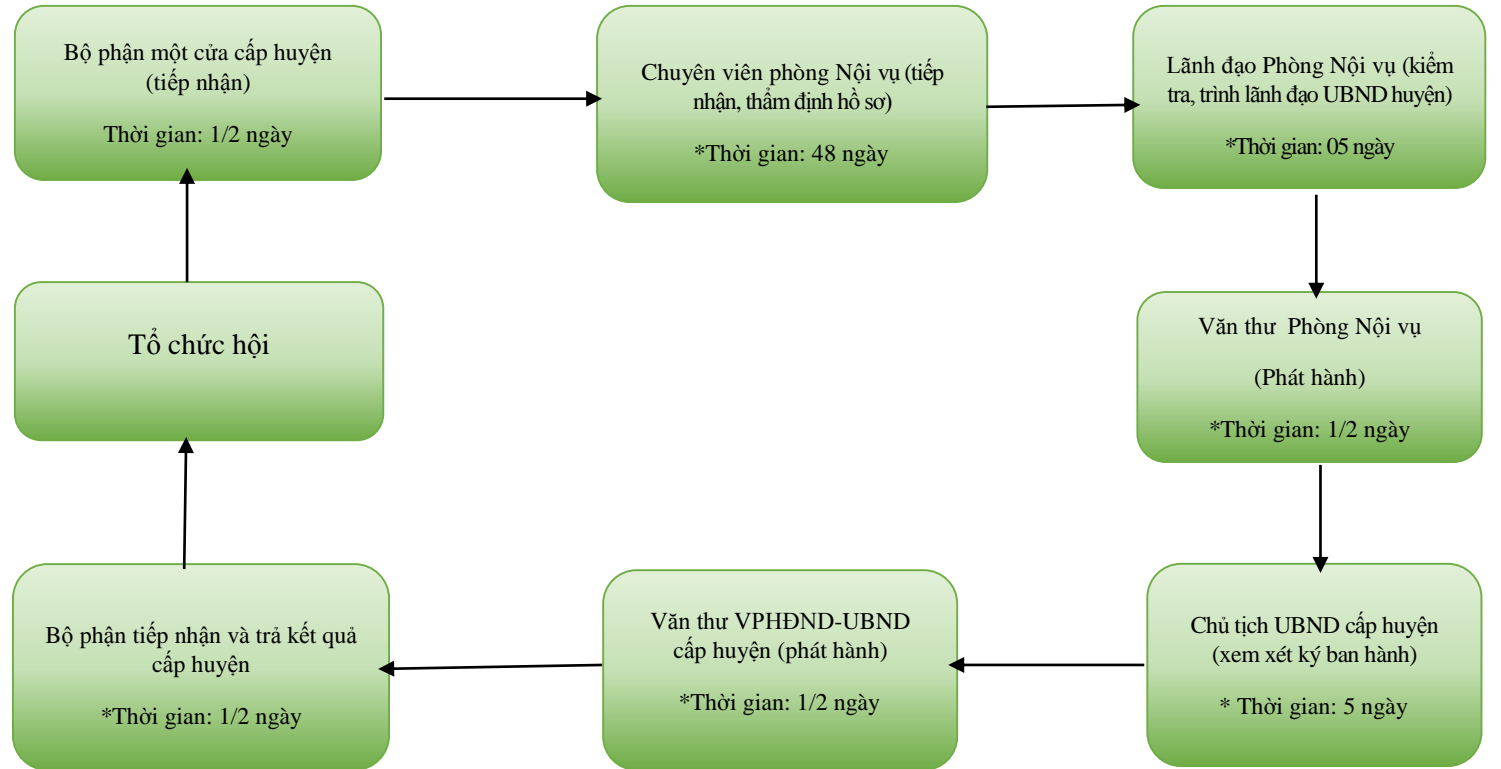 Bộ phận một cửa cấp huyện
(tiếp nhận)
Thời gian: 1/2 ngày
Chuyên viên phòng Nội vụ (tiếp
nhận, thẩm định hồ sơ)
*Thời gian: 48 ngày
Lãnh đạo Phòng Nội vụ (kiểm
tra, trình lãnh đạo UBND huyện)
*Thời gian: 05 ngày
Tổ chức hội
Văn thư Phòng Nội vụ
(Phát hành)
*Thời gian: 1/2 ngày
Bộ phận tiếp nhận và trả kết quả
cấp huyện
*Thời gian: 1/2 ngày
Văn thư VPHĐND-UBND
cấp huyện (phát hành)
*Thời gian: 1/2 ngày
Chủ tịch UBND cấp huyện
(xem xét ký ban hành)
* Thời gian: 5 ngày